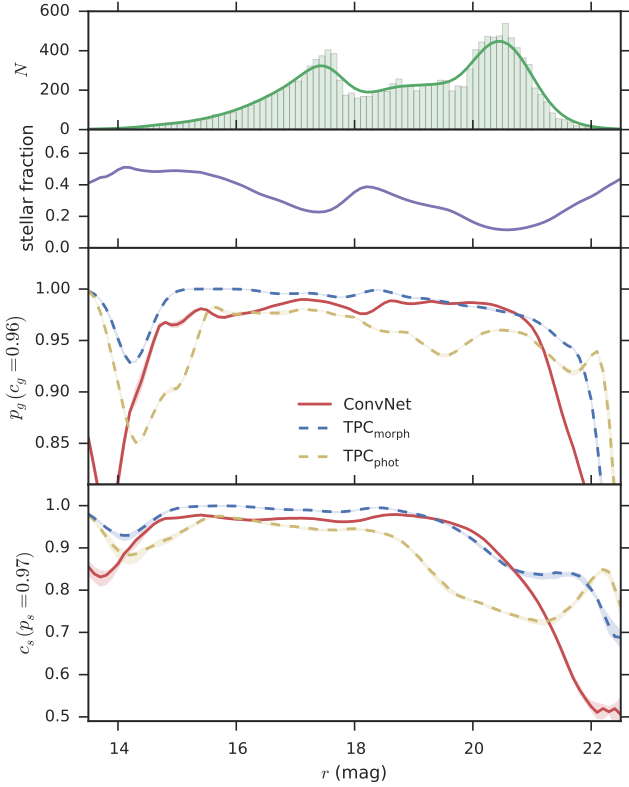 600
400
200
0
N
0.6
0.4
0.2
0.0
stellar fraction
1.00
0.95
0.90
0.85
p_g (c_g = 0.96)
ConvNet
TPC_morph
TPC_phot
1.0
0.9
0.8
0.7
0.6
0.5
c_s (p_s = 0.97)
14 16 18 20 22
r (mag)